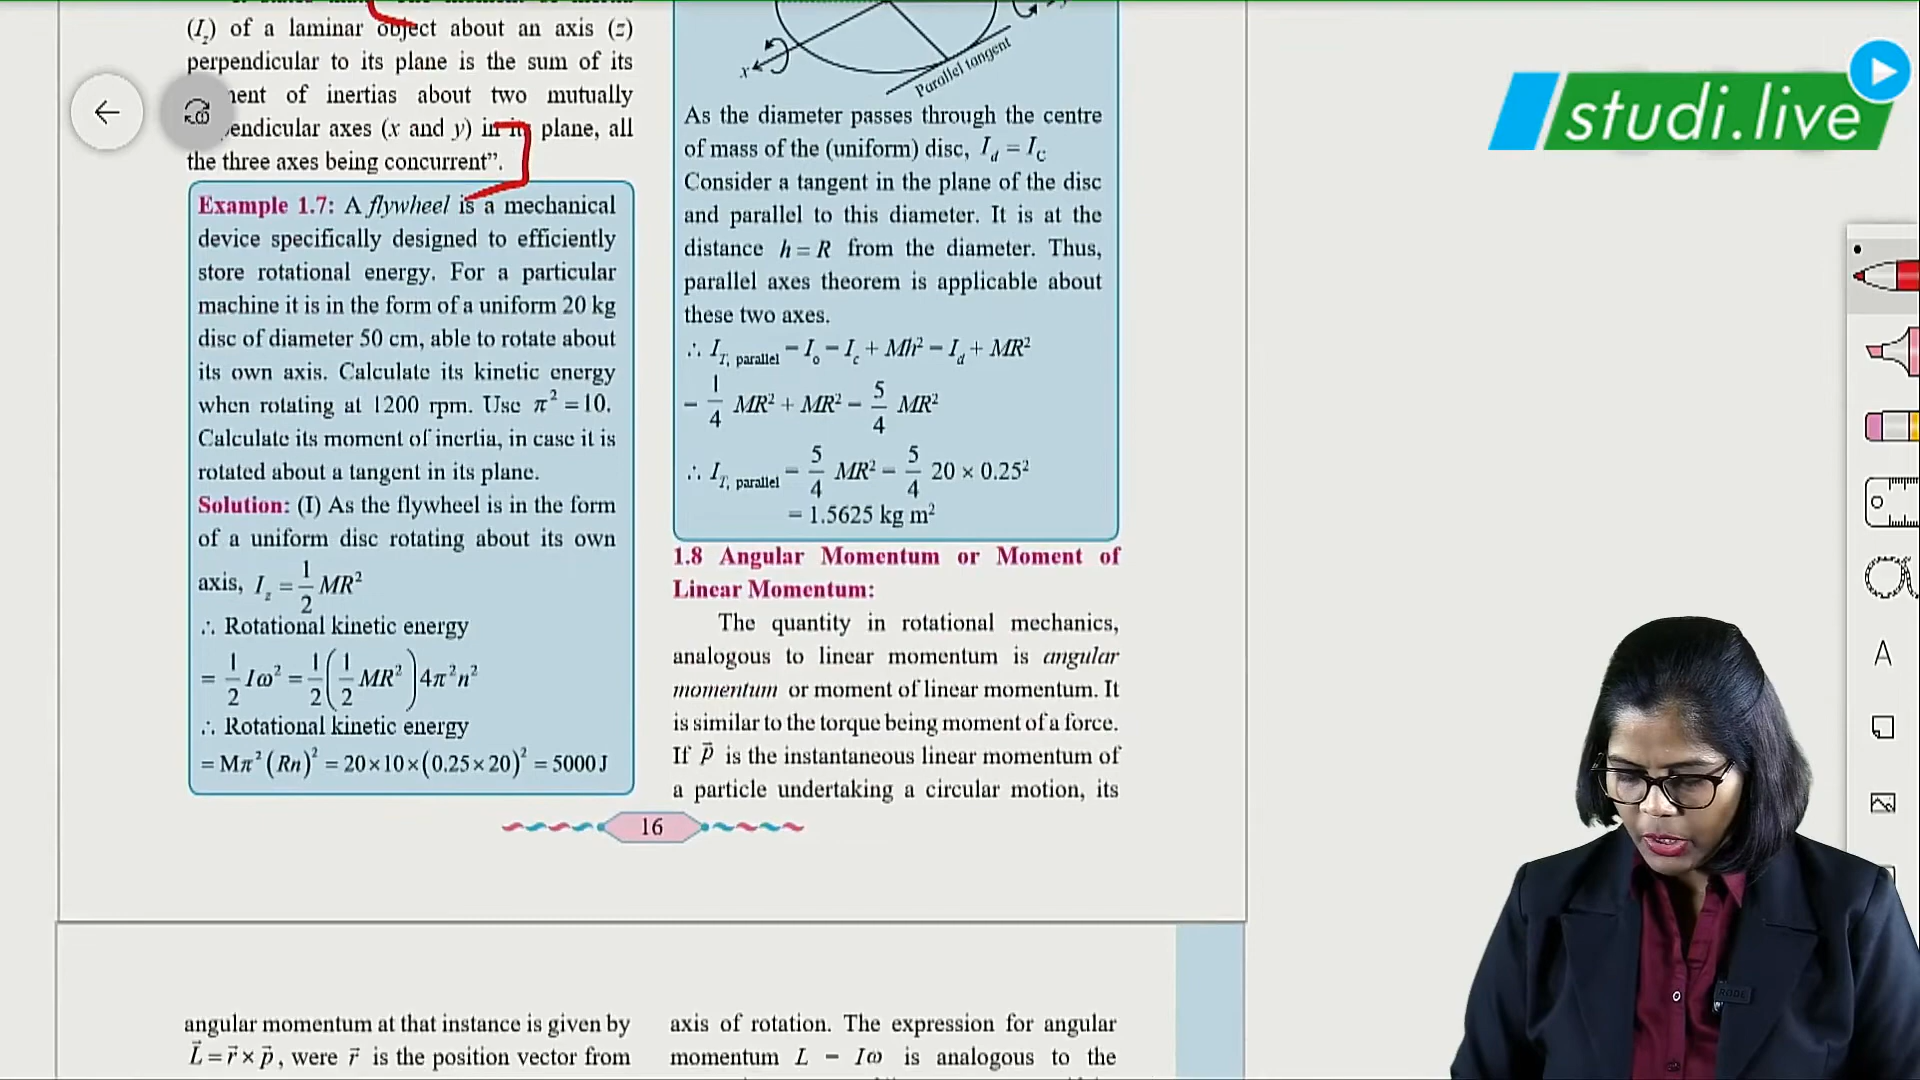 (I_z) of a laminar object about an axis (z)
perpendicular to its plane is the sum of its
ment of inertias about two mutually
endicular axes (x and y) in its plane, all
the three axes being concurrent”.
Example 1.7: A flywheel is a mechanical
device specifically designed to efficiently
store rotational energy. For a particular
machine it is in the form of a uniform 20 kg
disc of diameter 50 cm, able to rotate about
its own axis. Calculate its kinetic energy
when rotating at 1200 rpm. Use π² = 10.
Calculate its moment of inertia, in case it is
rotated about a tangent in its plane.
Solution: (I) As the flywheel is in the form
of a uniform disc rotating about its own
axis, I_z = 1/2 MR²
∴ Rotational kinetic energy
= 1/2 Iω² = 1/2 (1/2 MR²) 4π²n²
∴ Rotational kinetic energy
= Mπ² (Rn)² = 20×10×(0.25×20)² = 5000 J
x
Parallel tangent
As the diameter passes through the centre
of mass of the (uniform) disc, I_d = I_C
Consider a tangent in the plane of the disc
and parallel to this diameter. It is at the
distance h = R from the diameter. Thus,
parallel axes theorem is applicable about
these two axes.
∴ I_T, parallel = I_o = I_c + Mh² = I_d + MR²
= 1/4 MR² + MR² = 5/4 MR²
∴ I_T, parallel = 5/4 MR² = 5/4 20 × 0.25²
= 1.5625 kg m²
1.8 Angular Momentum or Moment of
Linear Momentum:
The quantity in rotational mechanics,
analogous to linear momentum is angular
momentum or moment of linear momentum. It
is similar to the torque being moment of a force.
If p⃗ is the instantaneous linear momentum of
a particle undertaking a circular motion, its
16
angular momentum at that instance is given by
L⃗ = r⃗ × p⃗, were r⃗ is the position vector from
axis of rotation. The expression for angular
momentum L = Iω is analogous to the
studi.live
A
RODE